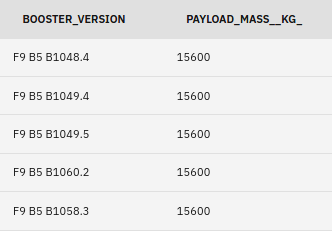 BOOSTER_VERSION PAYLOAD_MASS__KG_
F9 B5 B1048.4 15600
F9 B5 B1049.4 15600
F9 B5 B1049.5 15600
F9 B5 B1060.2 15600
F9 B5 B1058.3 15600